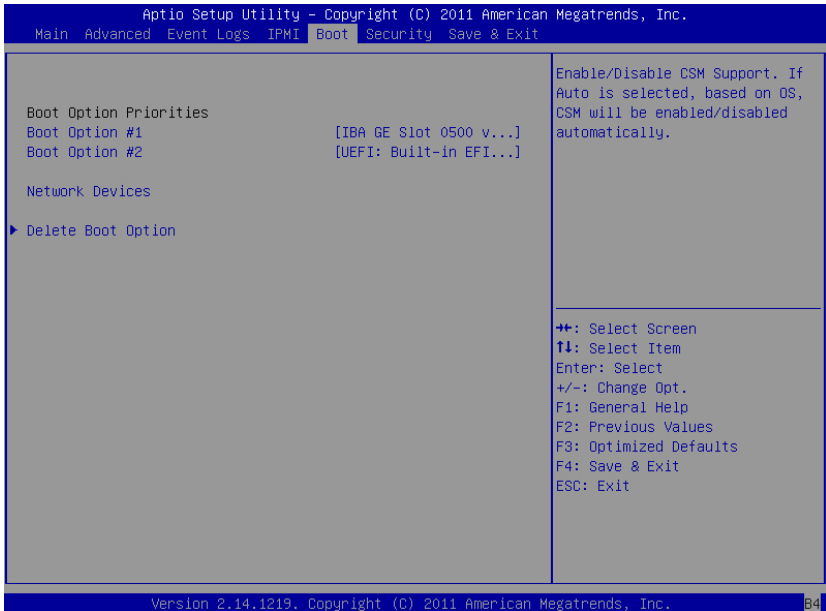 Aptio Setup Utility – Copyright (C) 2011 American Megatrends, Inc.
Main Advanced Event Logs IPMI Boot Security Save & Exit
Boot Option Priorities
Boot Option #1 [IBA GE Slot 0500 v...]
Boot Option #2 [UEFI: Built-in EFI...]
Network Devices
▶ Delete Boot Option
Enable/Disable CSM Support. If
Auto is selected, based on OS,
CSM will be enabled/disabled
automatically.
→←: Select Screen
↑↓: Select Item
Enter: Select
+/-: Change Opt.
F1: General Help
F2: Previous Values
F3: Optimized Defaults
F4: Save & Exit
ESC: Exit
Version 2.14.1219. Copyright (C) 2011 American Megatrends, Inc.
B4